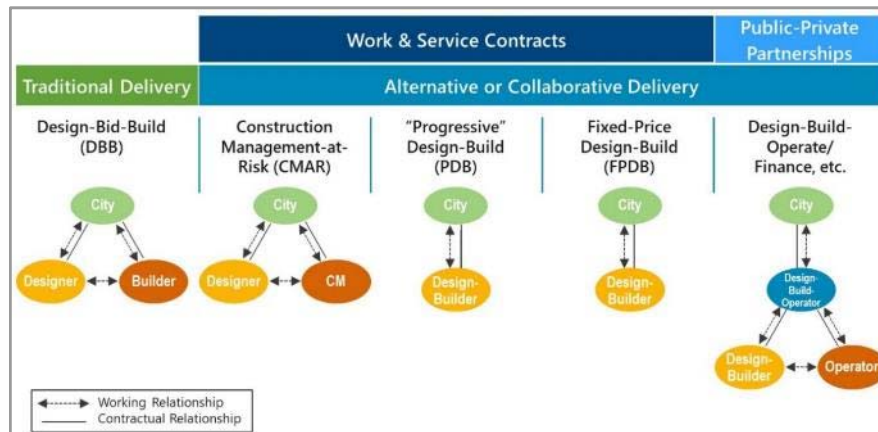 Work & Service Contracts
Public-Private
Partnerships
Traditional Delivery
Alternative or Collaborative Delivery
Design-Bid-Build
(DBB)
Construction
Management-at-
Risk (CMAR)
"Progressive"
Design-Build
(PDB)
Fixed-Price
Design-Build
(FPDB)
Design-Build-
Operate/
Finance, etc.
City
Designer
Builder
City
Designer
CM
City
Design-
Builder
City
Design-
Builder
City
Design-
Build-
Operator
Design-
Builder
Operator
Working Relationship
Contractual Relationship